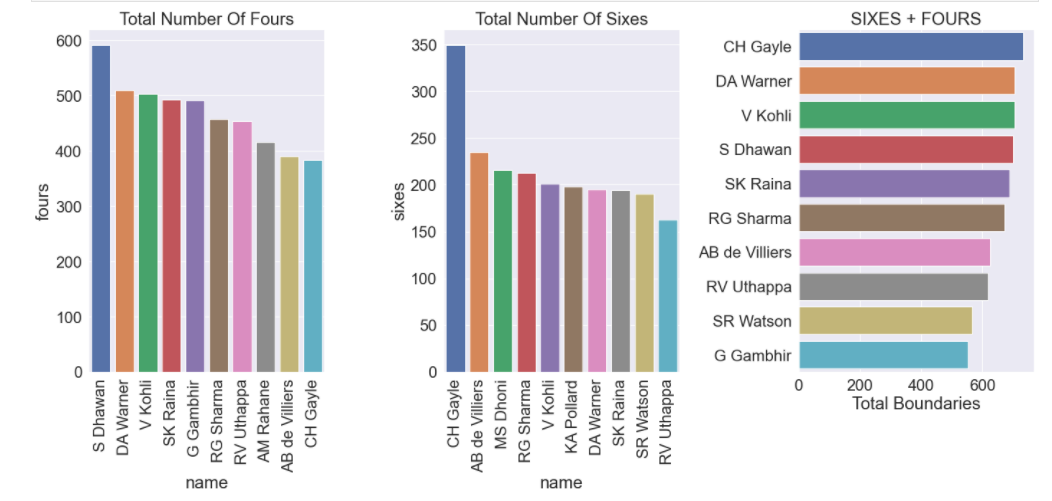 Total Number Of Fours
600
500
400
300
200
100
0
fours
S Dhawan
DA Warner
V Kohli
SK Raina
G Gambhir
RG Sharma
RV Uthappa
AM Rahane
AB de Villiers
CH Gayle
name
Total Number Of Sixes
350
300
250
200
150
100
50
0
sixes
CH Gayle
AB de Villiers
MS Dhoni
RG Sharma
V Kohli
KA Pollard
DA Warner
SK Raina
SR Watson
RV Uthappa
name
SIXES + FOURS
CH Gayle
DA Warner
V Kohli
S Dhawan
SK Raina
RG Sharma
AB de Villiers
RV Uthappa
SR Watson
G Gambhir
0 200 400 600
Total Boundaries